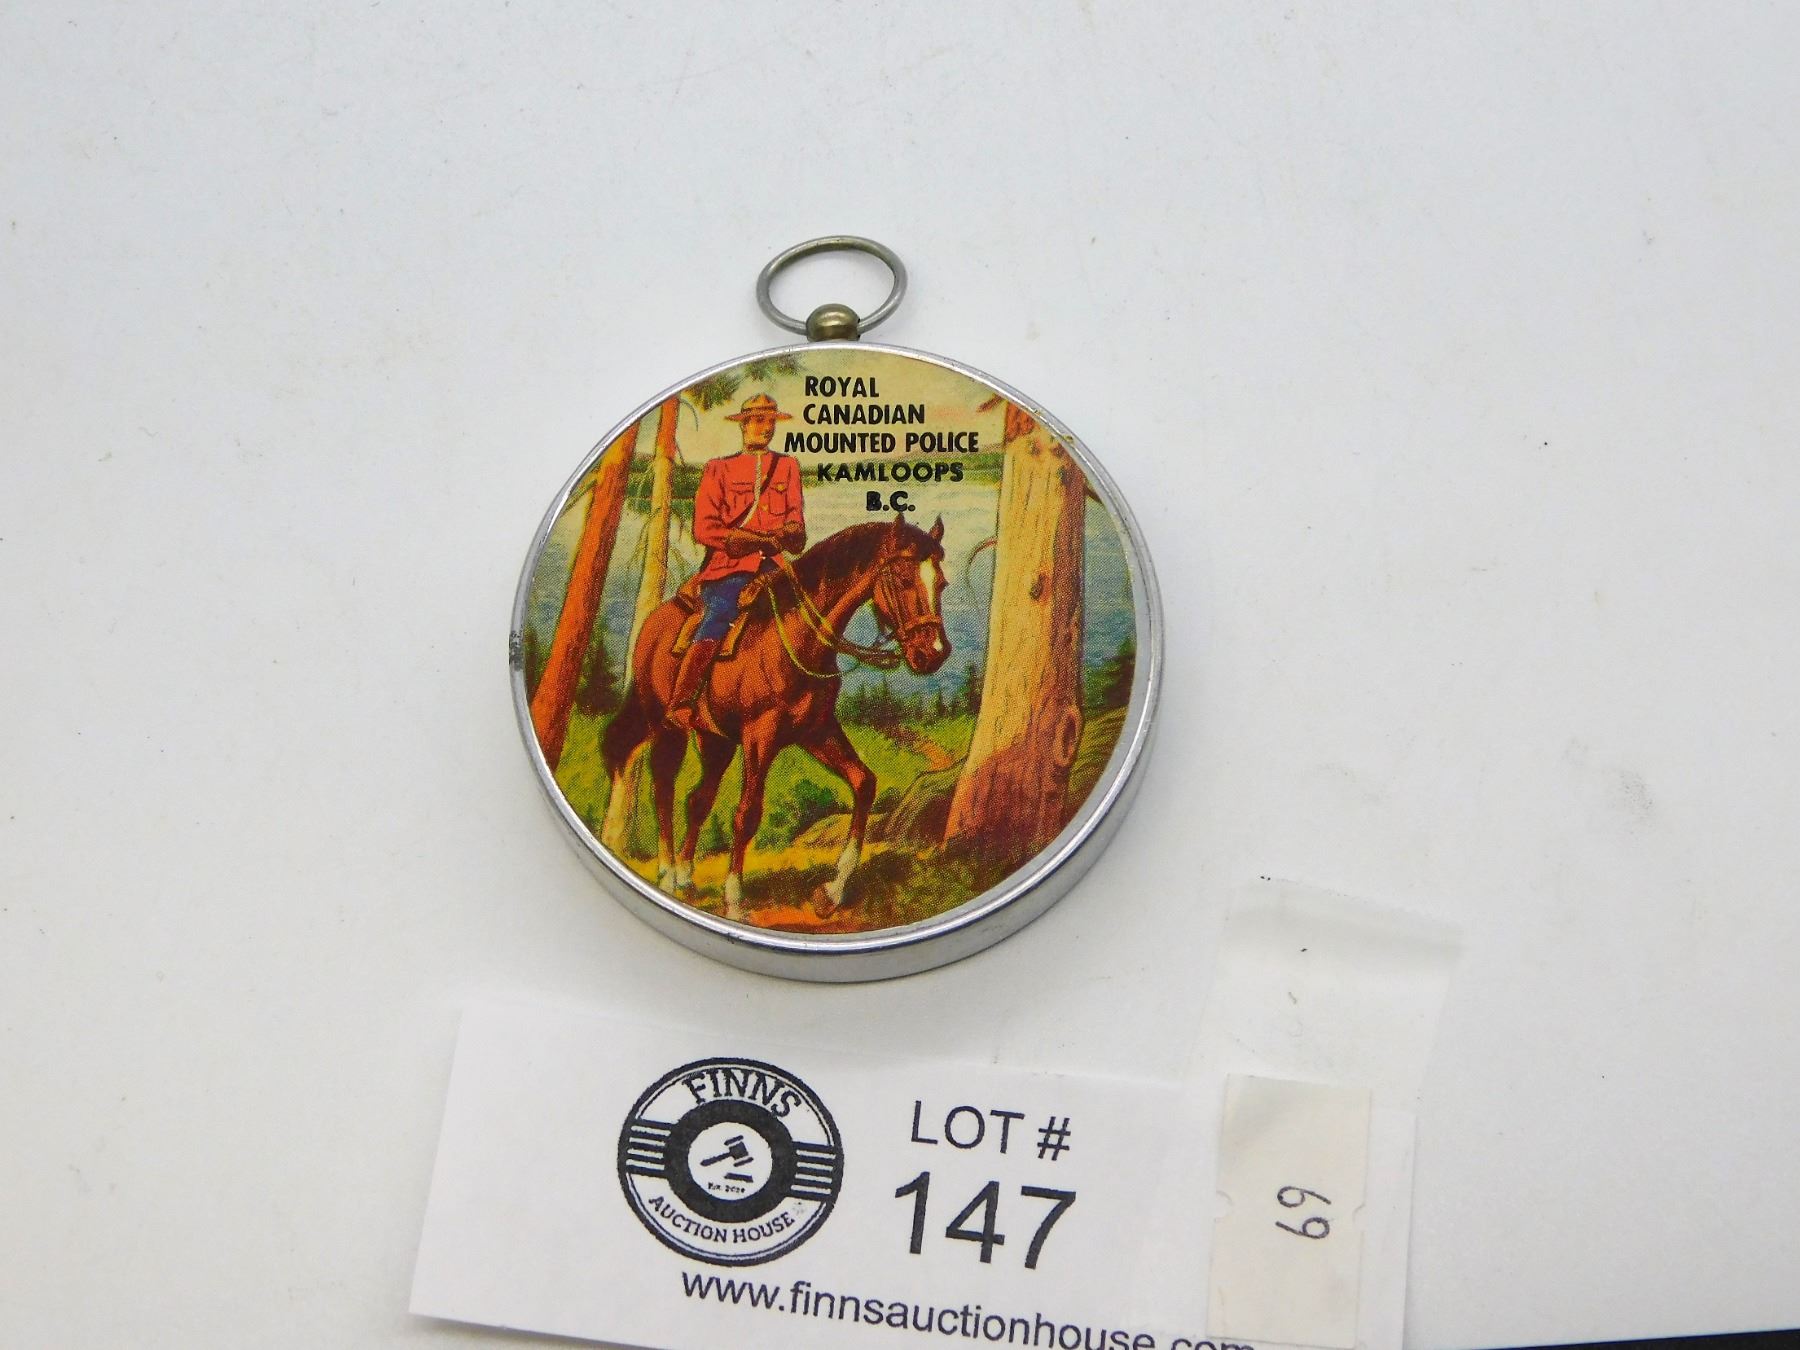 ROYAL
CANADIAN
MOUNTED POLICE
KAMLOOPS
B.C.
FINNS
AUCTION HOUSE
LOT #
147
www.finnsauctionhouse.com
69